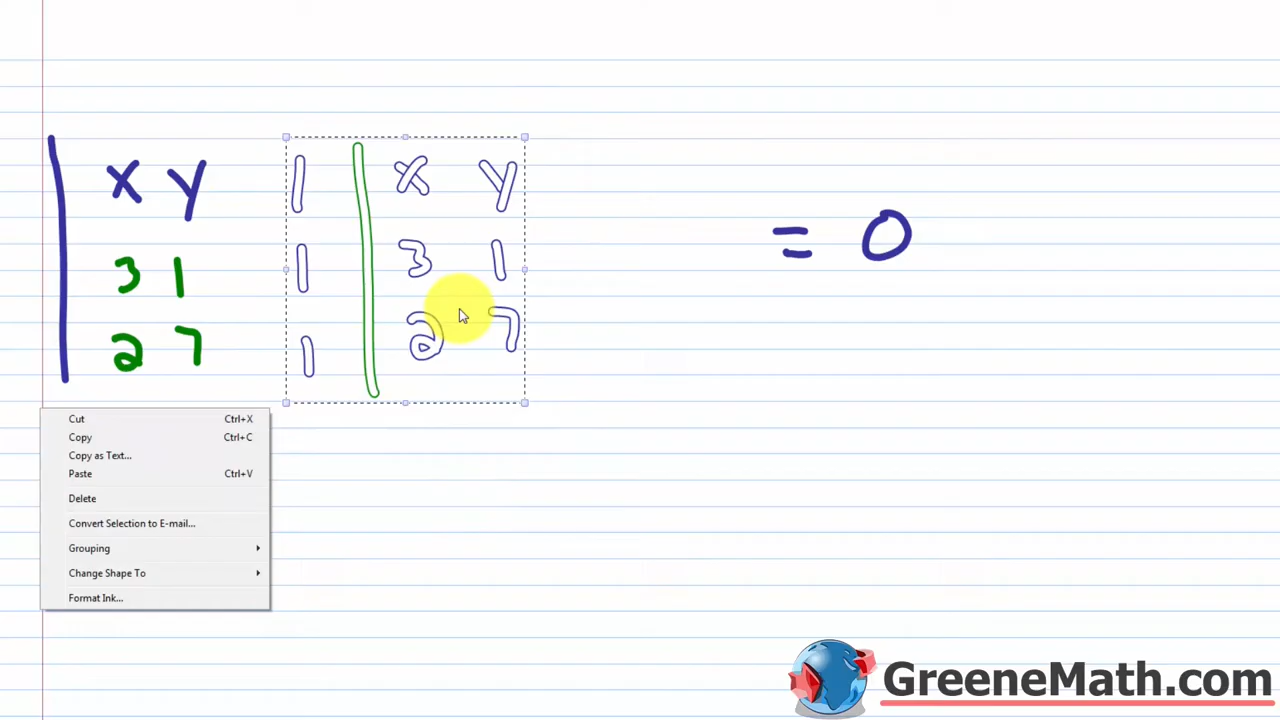 | x y 1 | x y
3 1 1 | 3 1
2 7 1 | 2 7
= 0
Cut Ctrl+X
Copy Ctrl+C
Copy as Text...
Paste Ctrl+V
Delete
Convert Selection to E-mail...
Grouping
Change Shape To
Format Ink...
GreeneMath.com